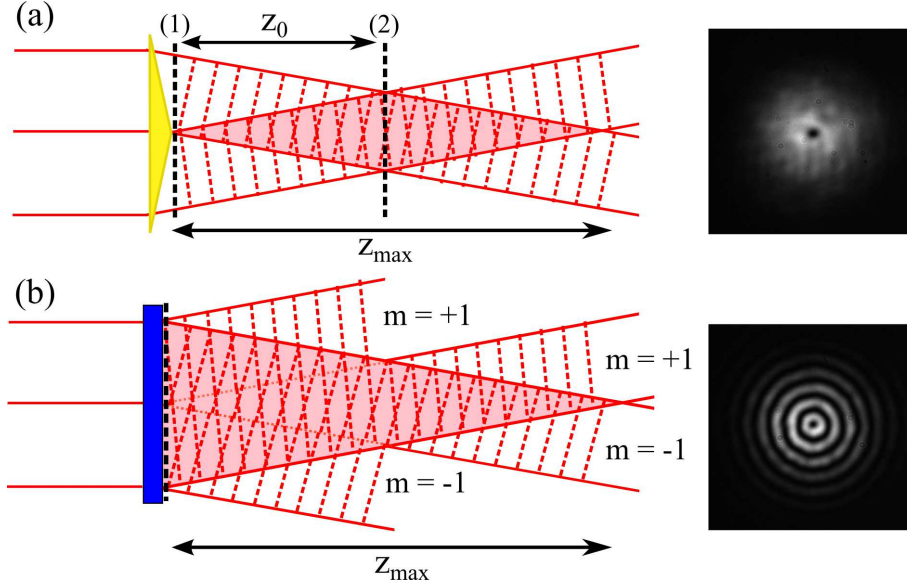 (a)
(1)
z₀
(2)
zₘₐₓ
(b)
m = +1
m = +1
m = -1
m = -1
zₘₐₓ